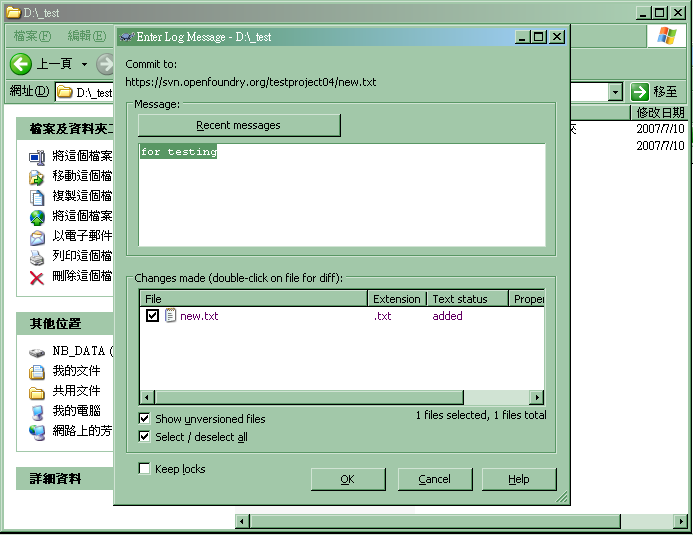 D:\_test
檔案(F)
編輯(E)
上一頁
網址(D)
D:\_test
移至
修改日期
2007/7/10
2007/7/10
檔案及資料夾工
將這個檔案
移動這個檔
複製這個檔
將這個檔案
以電子郵件
列印這個檔
刪除這個檔
其他位置
NB_DATA (
我的文件
共用文件
我的電腦
網路上的芳
詳細資料
Enter Log Message - D:\_test
Commit to:
https://svn.openfoundry.org/testproject04/new.txt
Message:
Recent messages
for testing
Changes made (double-click on file for diff):
File Extension Text status Proper
new.txt .txt added
Show unversioned files
1 files selected, 1 files total
Select / deselect all
Keep locks
OK Cancel Help